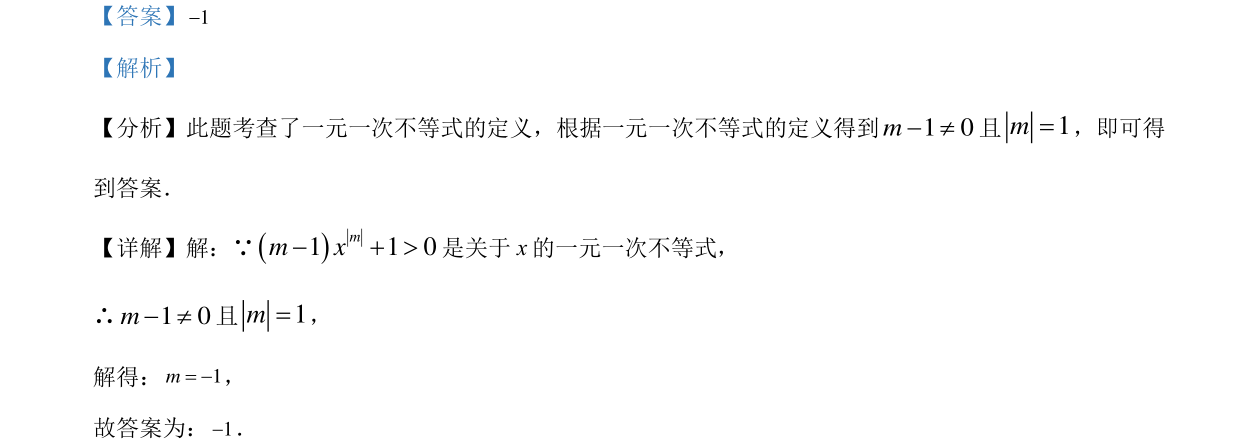 【答案】-1
【解析】
【分析】此题考查了一元一次不等式的定义，根据一元一次不等式的定义得到m-1≠0且|m|=1，即可得
到答案．
【详解】解：∵(m-1)x^{|m|}+1>0是关于 x 的一元一次不等式，
∴m-1≠0且|m|=1，
解得：m=-1，
故答案为：-1．